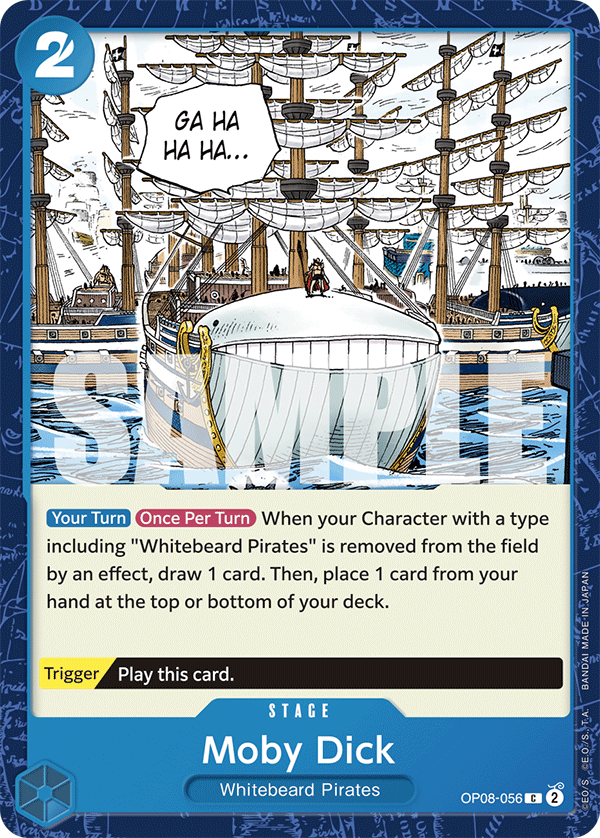 DELICIOUSEISMEER
2
GA HA
HA HA...
SAMPLE
Your Turn Once Per Turn When your Character with a type
including "Whitebeard Pirates" is removed from the field
by an effect, draw 1 card. Then, place 1 card from your
hand at the top or bottom of your deck.
Trigger Play this card.
STAGE
Moby Dick
Whitebeard Pirates
OP08-056 C 2
©E.O./S. ©E.O./S.,T.A. BANDAI MADE IN JAPAN